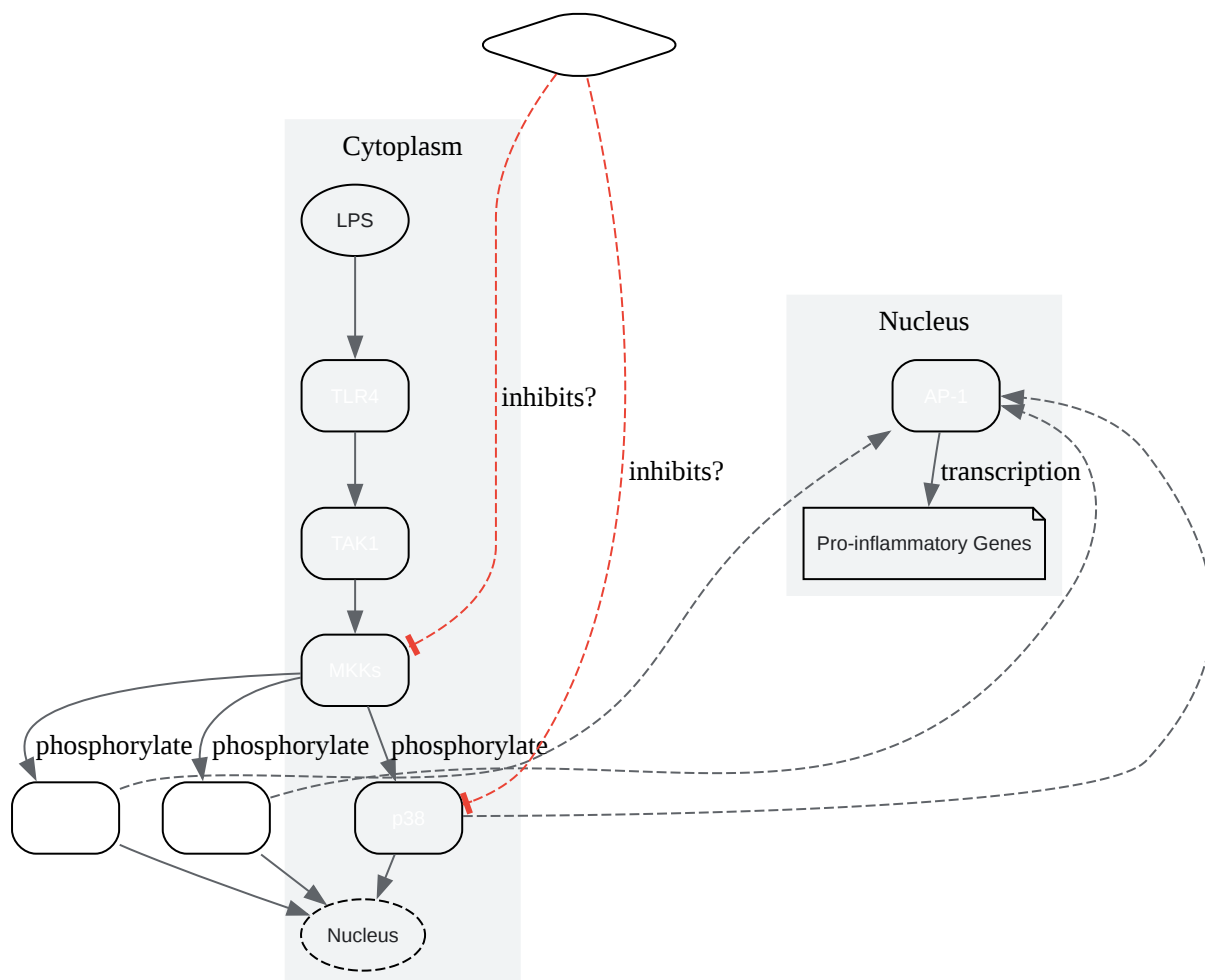 Cytoplasm
LPS
Nucleus
TLR4
inhibits?
AP-1
inhibits?
transcription
TAK1
Pro-inflammatory Genes
MKKs
phosphorylate
phosphorylate
phosphorylate
p38
Nucleus